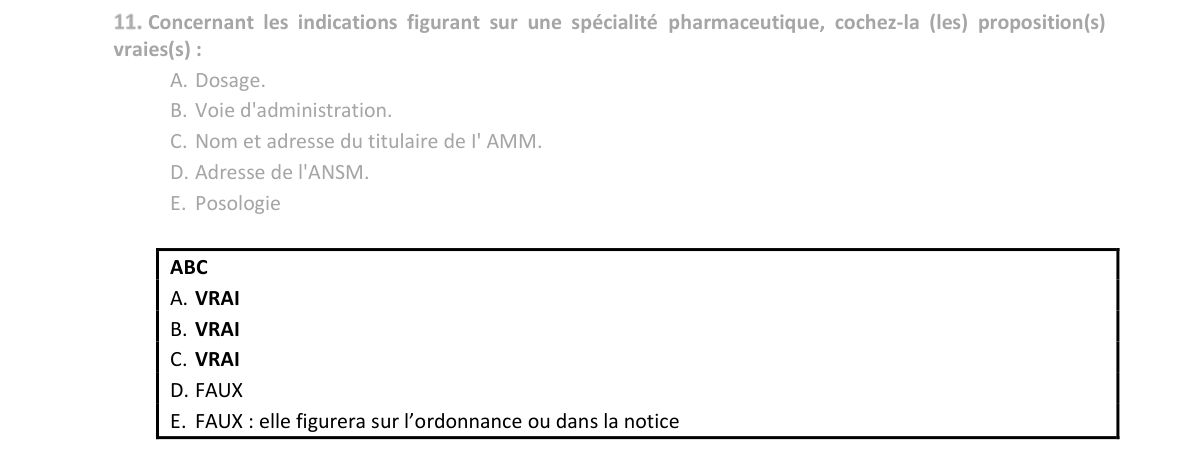 11. Concernant les indications figurant sur une spécialité pharmaceutique, cochez-la (les) proposition(s)
vraies(s) :
A. Dosage.
B. Voie d'administration.
C. Nom et adresse du titulaire de I' AMM.
D. Adresse de l'ANSM.
E. Posologie
ABC
A. VRAI
B. VRAI
C. VRAI
D. FAUX
E. FAUX : elle figurera sur l’ordonnance ou dans la notice